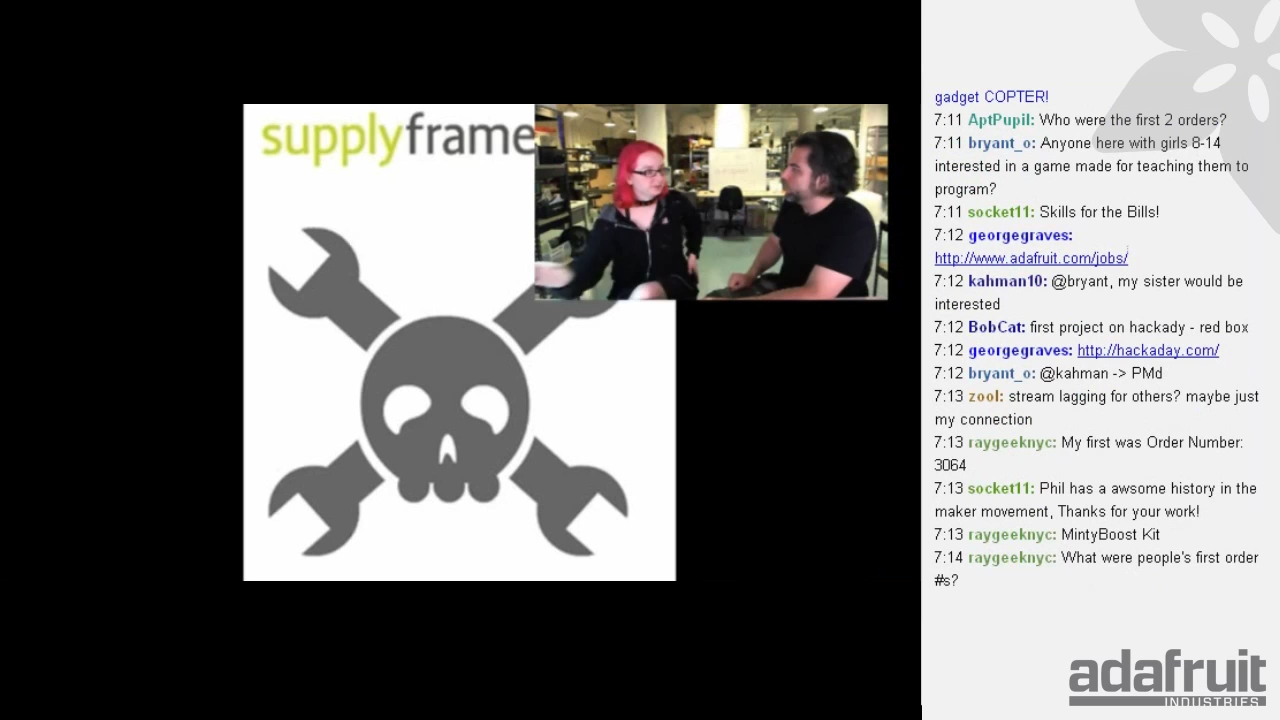 supplyframe
gadget COPTER!
7:11 AptPupil: Who were the first 2 orders?
7:11 bryant_o: Anyone here with girls 8-14
interested in a game made for teaching them to
program?
7:11 socket11: Skills for the Bills!
7:12 georgegraves:
http://www.adafruit.com/jobs/
7:12 kahman10: @bryant, my sister would be
interested
7:12 BobCat: first project on hackady - red box
7:12 georgegraves: http://hackaday.com/
7:12 bryant_o: @kahman -> PMd
7:13 zool: stream lagging for others? maybe just
my connection
7:13 raygeeknyc: My first was Order Number:
3064
7:13 socket11: Phil has a awsome history in the
maker movement, Thanks for your work!
7:13 raygeeknyc: MintyBoost Kit
7:14 raygeeknyc: What were people's first order
#s?
adafruit
INDUSTRIES